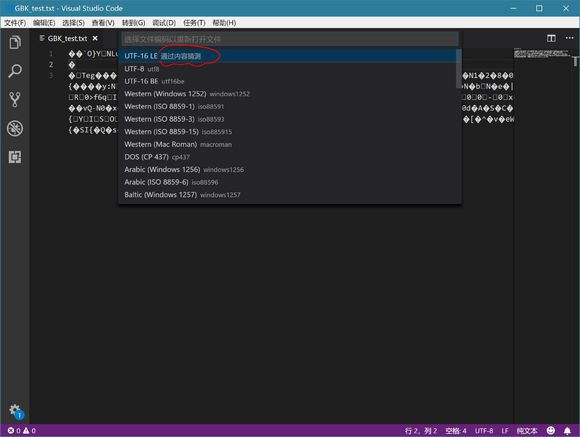 GBK_test.txt - Visual Studio Code
文件(F) 编辑(E) 选择(S) 查看(V) 转到(G) 调试(D) 任务(T) 帮助(H)
GBK_test.txt
选择文件编码以重新打开文件
UTF-16 LE 通过内容猜测
UTF-8 utf8
UTF-16 BE utf16be
Western (Windows 1252) windows1252
Western (ISO 8859-1) iso88591
Western (ISO 8859-3) iso88593
Western (ISO 8859-15) iso885915
Western (Mac Roman) macroman
DOS (CP 437) cp437
Arabic (Windows 1256) windows1256
Arabic (ISO 8859-6) iso88596
Baltic (Windows 1257) windows1257
1
2
3
1
0 0 行 2，列 2 空格: 4 UTF-8 LF 纯文本